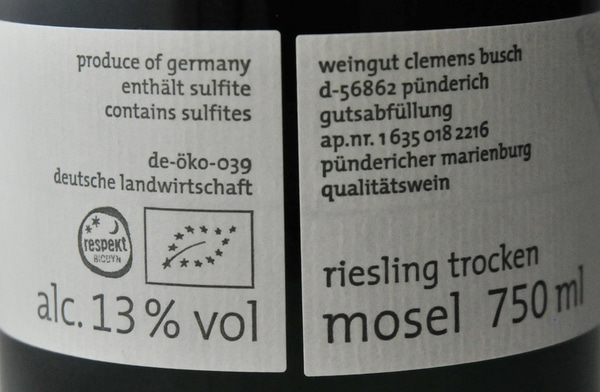 produce of germany
enthält sulfite
contains sulfites
de-öko-039
deutsche landwirtschaft
respekt
BIODYN
alc. 13 % vol
weingut clemens busch
d-56862 pünderich
gutsabfüllung
ap.nr. 1 635 018 2216
pündericher marienburg
qualitätswein
riesling trocken
mosel 750 ml